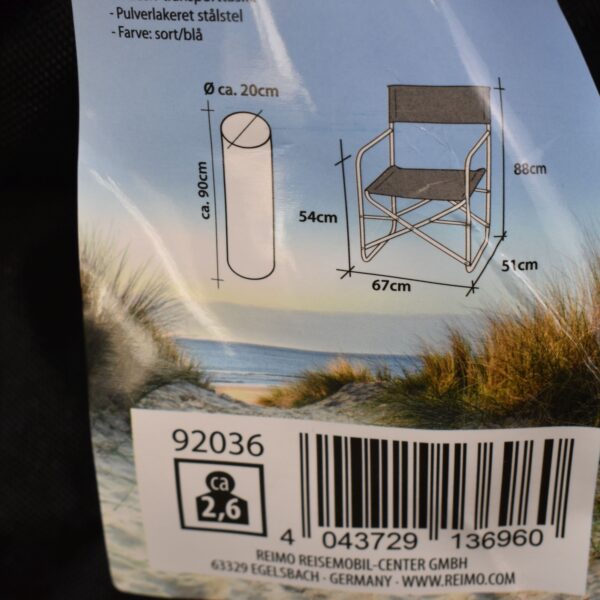 - Pulverlakeret stålstel
- Farve: sort/blå
Ø ca. 20cm
ca. 90cm
88cm
54cm
51cm
67cm
92036
ca
2,6
4 043729 136960
REIMO REISEMOBIL-CENTER GMBH
63329 EGELSBACH - GERMANY - WWW.REIMO.COM